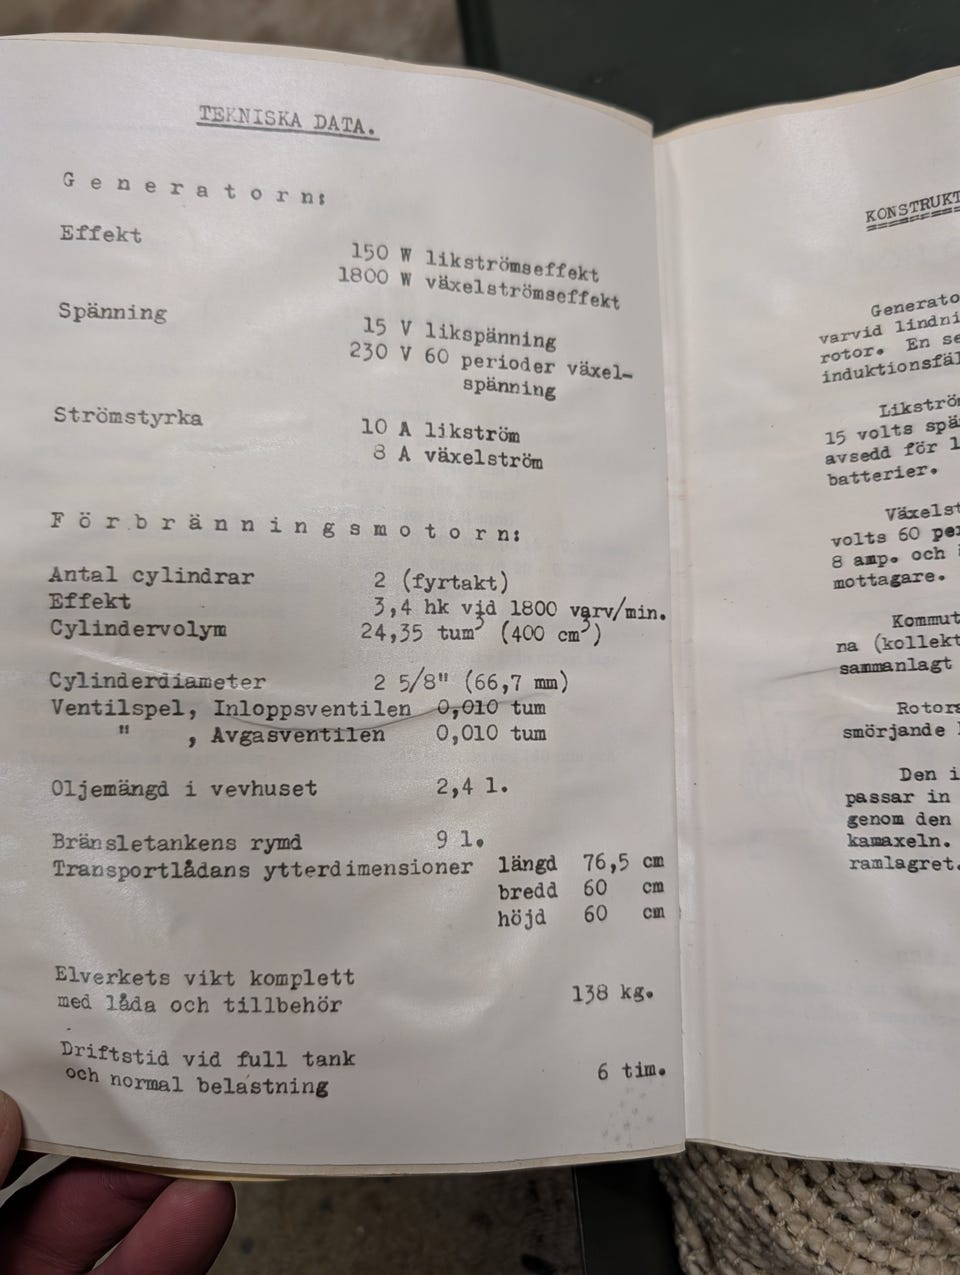 TEKNISKA DATA.
G e n e r a t o r n:
Effekt
150 W likströmseffekt
1800 W växelströmseffekt
Spänning
15 V likspänning
230 V 60 perioder växel-
spänning
Strömstyrka
10 A likström
8 A växelström
F ö r b r ä n n i n g s m o t o r n:
Antal cylindrar 2 (fyrtakt)
Effekt 3,4 hk vid 1800 varv/min.
Cylindervolym 24,35 tum³ (400 cm³)
Cylinderdiameter 2 5/8" (66,7 mm)
Ventilspel, Inloppsventilen 0,010 tum
" , Avgasventilen 0,010 tum
Oljemängd i vevhuset 2,4 l.
Bränsletankens rymd 9 l.
Transportlådans ytterdimensioner längd 76,5 cm
bredd 60 cm
höjd 60 cm
Elverkets vikt komplett
med låda och tillbehör 138 kg.
Driftstid vid full tank
och normal belastning 6 tim.
KONSTRUKT
Generato
varvid lindni
rotor. En se
induktionsfäl
Likströ
15 volts spä
avsedd för l
batterier.
Växelst
volts 60 per
8 amp. och
mottagare.
Kommut
na (kollekt
sammanlagt
Rotors
smörjande
Den i
passar in
genom den
kamaxeln.
ramlagret.